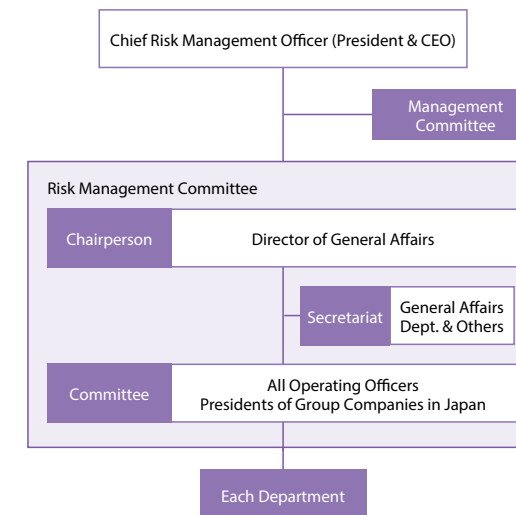 Chief Risk Management Officer (President & CEO)
Management
Committee
Risk Management Committee
Chairperson
Director of General Affairs
Secretariat
General Affairs
Dept. & Others
Committee
All Operating Officers
Presidents of Group Companies in Japan
Each Department